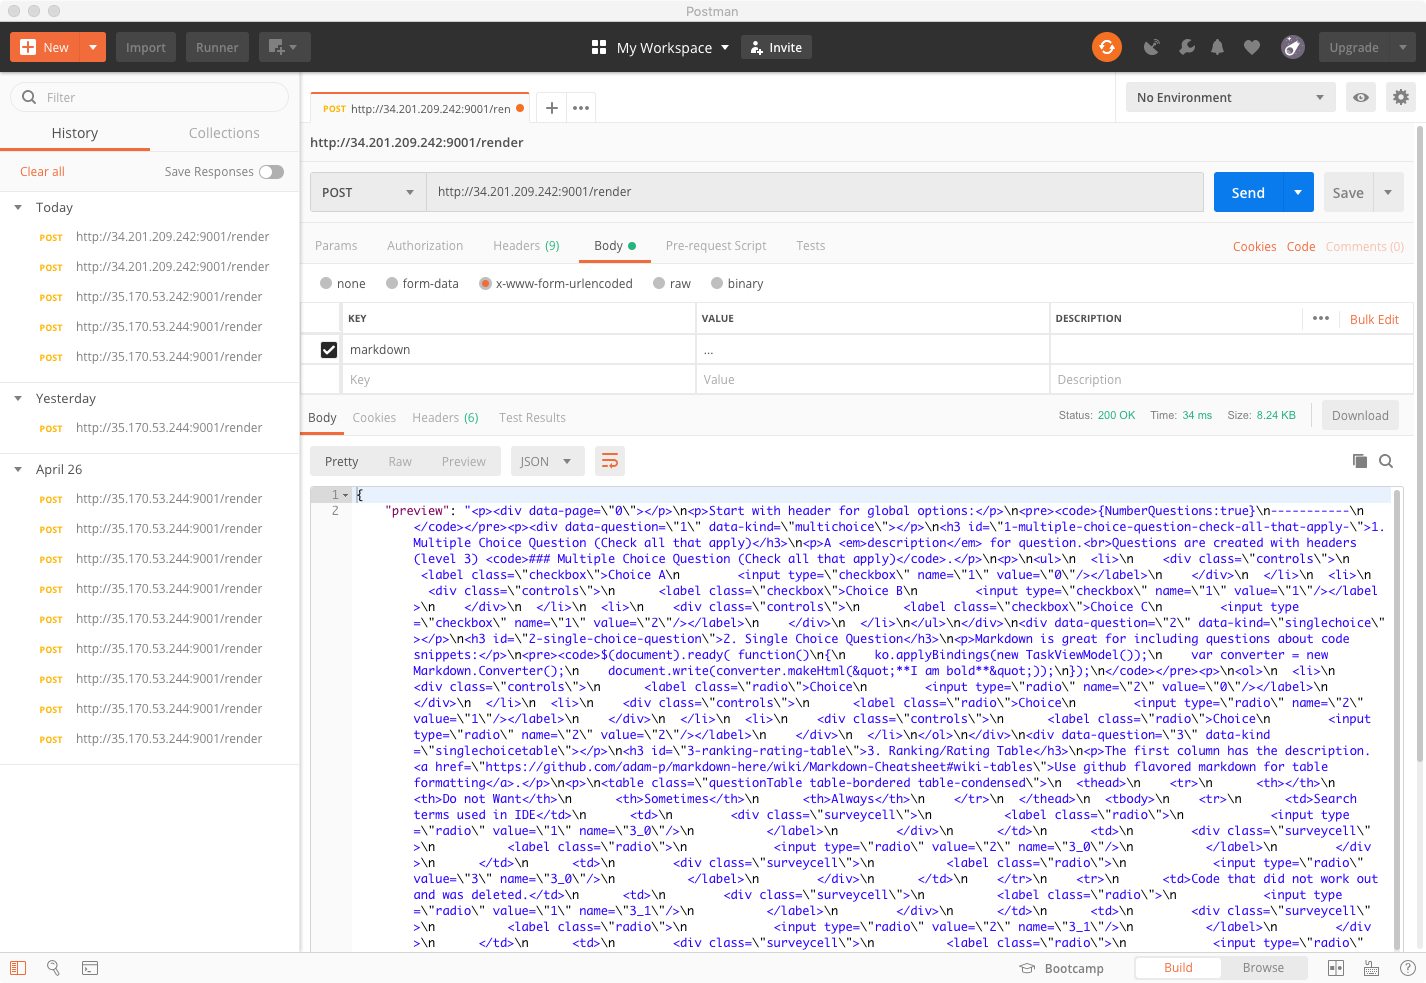 Postman
New
Import
Runner
My Workspace
Invite
Upgrade
Filter
History
Collections
Clear all
Save Responses
Today
POST http://34.201.209.242:9001/render
POST http://34.201.209.242:9001/render
POST http://35.170.53.242:9001/render
POST http://35.170.53.244:9001/render
POST http://35.170.53.244:9001/render
Yesterday
POST http://35.170.53.244:9001/render
April 26
POST http://35.170.53.244:9001/render
POST http://35.170.53.244:9001/render
POST http://35.170.53.244:9001/render
POST http://35.170.53.244:9001/render
POST http://35.170.53.244:9001/render
POST http://35.170.53.244:9001/render
POST http://35.170.53.244:9001/render
POST http://35.170.53.244:9001/render
POST http://35.170.53.244:9001/render
POST http://34.201.209.242:9001/ren
No Environment
http://34.201.209.242:9001/render
POST
http://34.201.209.242:9001/render
Send
Save
Params Authorization Headers (9) Body Pre-request Script Tests
Cookies Code Comments (0)
none form-data x-www-form-urlencoded raw binary
KEY VALUE DESCRIPTION ••• Bulk Edit
markdown ...
Key Value Description
Body Cookies Headers (6) Test Results
Status: 200 OK Time: 34 ms Size: 8.24 KB Download
Pretty Raw Preview JSON
1 {
2 "preview": "<p><div data-page=\"0\"></p>\n<p>Start with header for global options:</p>\n<pre><code>{NumberQuestions:true}\n-----------\n
</code></pre><p><div data-question=\"1\" data-kind=\"multichoice\"></p>\n<h3 id=\"1-multiple-choice-question-check-all-that-apply-\">1.
Multiple Choice Question (Check all that apply)</h3>\n<p>A <em>description</em> for question.<br>Questions are created with headers
(level 3) <code>### Multiple Choice Question (Check all that apply)</code>.</p>\n<p>\n<ul>\n  <li>\n    <div class=\"controls\">\n
<label class=\"checkbox\">Choice A\n        <input type=\"checkbox\" name=\"1\" value=\"0\"/></label>\n    </div>\n  </li>\n  <li>\n
<div class=\"controls\">\n      <label class=\"checkbox\">Choice B\n        <input type=\"checkbox\" name=\"1\" value=\"1\"/></label
>\n    </div>\n  </li>\n  <li>\n    <div class=\"controls\">\n      <label class=\"checkbox\">Choice C\n        <input type
=\"checkbox\" name=\"1\" value=\"2\"/></label>\n    </div>\n  </li>\n</ul>\n</div>\n<div data-question=\"2\" data-kind=\"singlechoice\"
></p>\n<h3 id=\"2-single-choice-question\">2. Single Choice Question</h3>\n<p>Markdown is great for including questions about code
snippets:</p>\n<pre><code>$(document).ready( function()\n{\n    ko.applyBindings(new TaskViewModel());\n    var converter = new
Markdown.Converter();\n    document.write(converter.makeHtml(&quot;**I am bold**&quot;));\n});\n</code></pre><p>\n<ol>\n  <li>\n
<div class=\"controls\">\n      <label class=\"radio\">Choice\n        <input type=\"radio\" name=\"2\" value=\"0\"/></label>\n
</div>\n  </li>\n  <li>\n    <div class=\"controls\">\n      <label class=\"radio\">Choice\n        <input type=\"radio\" name=\"2\"
value=\"1\"/></label>\n    </div>\n  </li>\n  <li>\n    <div class=\"controls\">\n      <label class=\"radio\">Choice\n        <input
type=\"radio\" name=\"2\" value=\"2\"/></label>\n    </div>\n  </li>\n</ol>\n</div>\n<div data-question=\"3\" data-kind
=\"singlechoicetable\"></p>\n<h3 id=\"3-ranking-rating-table\">3. Ranking/Rating Table</h3>\n<p>The first column has the description.
<a href=\"https://github.com/adam-p/markdown-here/wiki/Markdown-Cheatsheet#wiki-tables\">Use github flavored markdown for table
formatting</a>.</p>\n<p>\n<table class=\"questionTable table-bordered table-condensed\">\n  <thead>\n    <tr>\n      <th></th>\n
<th>Do not Want</th>\n      <th>Sometimes</th>\n      <th>Always</th>\n    </tr>\n  </thead>\n  <tbody>\n    <tr>\n      <td>Search
terms used in IDE</td>\n      <td>\n        <div class=\"surveycell\">\n          <label class=\"radio\">\n            <input type
=\"radio\" value=\"1\" name=\"3_0\"/>\n          </label>\n        </div>\n      </td>\n      <td>\n        <div class=\"surveycell\"
>\n          <label class=\"radio\">\n            <input type=\"radio\" value=\"2\" name=\"3_0\"/>\n          </label>\n        </div
>\n      </td>\n      <td>\n        <div class=\"surveycell\">\n          <label class=\"radio\">\n            <input type=\"radio\"
value=\"3\" name=\"3_0\"/>\n          </label>\n        </div>\n      </td>\n    </tr>\n    <tr>\n      <td>Code that did not work out
and was deleted.</td>\n      <td>\n        <div class=\"surveycell\">\n          <label class=\"radio\">\n            <input type
=\"radio\" value=\"1\" name=\"3_1\"/>\n          </label>\n        </div>\n      </td>\n      <td>\n        <div class=\"surveycell\"
>\n          <label class=\"radio\">\n            <input type=\"radio\" value=\"2\" name=\"3_1\"/>\n          </label>\n        </div
>\n      </td>\n      <td>\n        <div class=\"surveycell\">\n          <label class=\"radio\">\n            <input type=\"radio\"
Bootcamp
Build
Browse